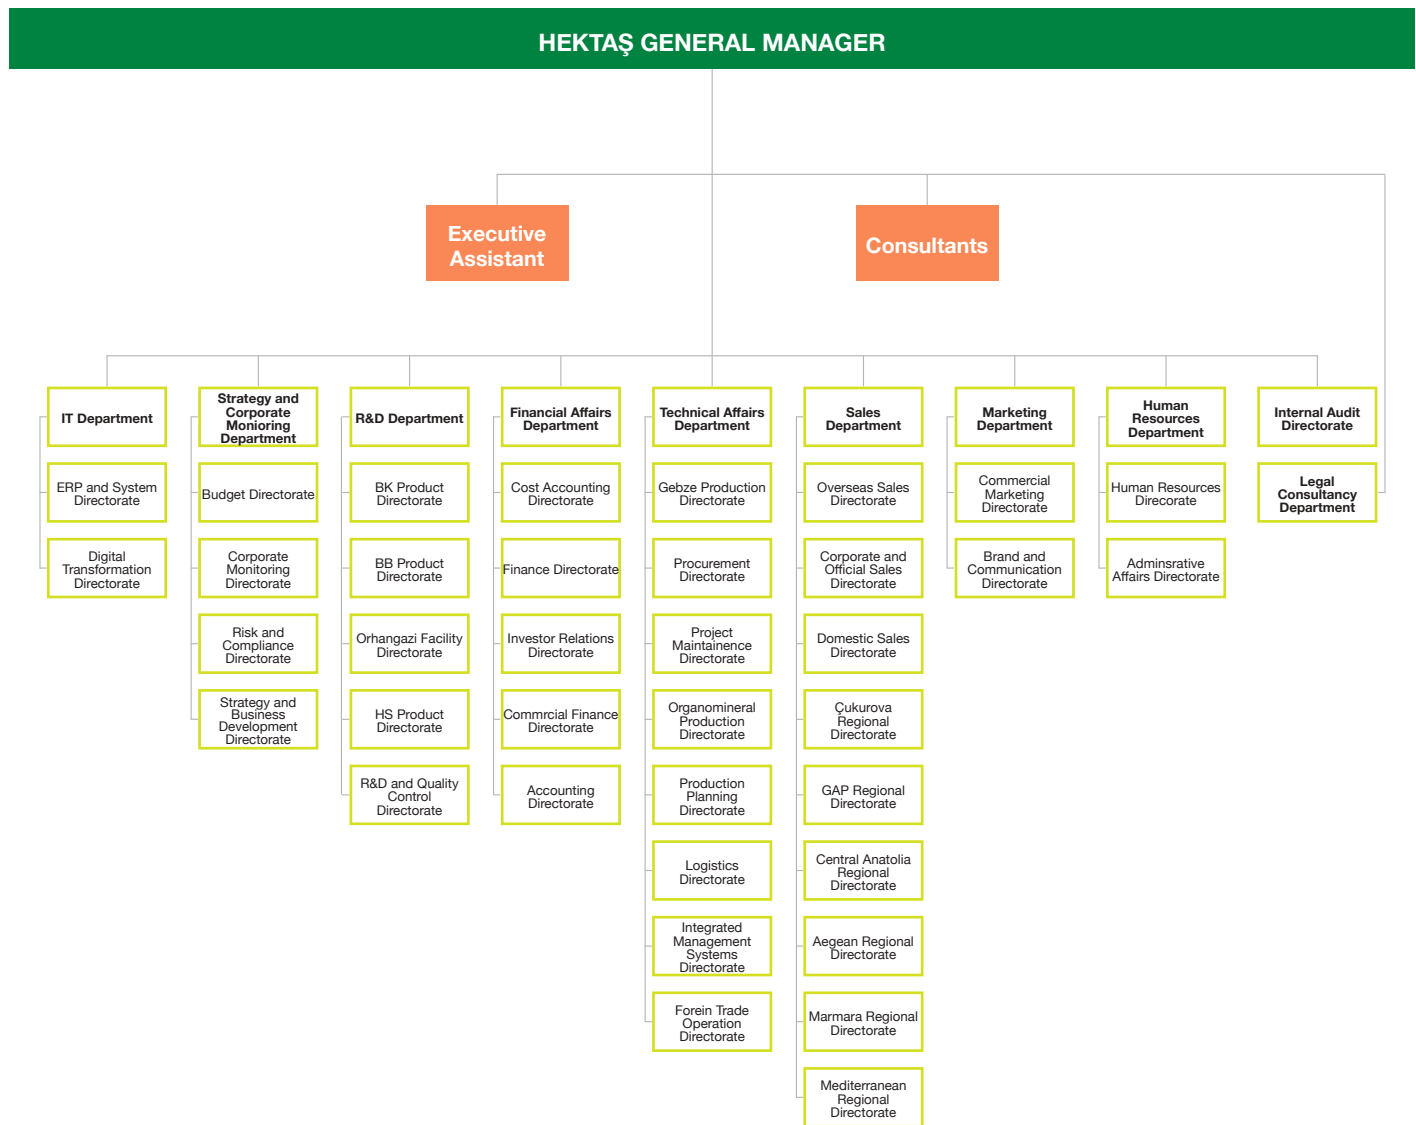 HEKTAŞ GENERAL MANAGER
Executive
Assistant
Consultants
IT Department
ERP and System
Directorate
Digital
Transformation
Directorate
Strategy and
Corporate
Monioring
Department
Budget Directorate
Corporate
Monitoring
Directorate
Risk and
Compliance
Directorate
Strategy and
Business
Development
Directorate
R&D Department
BK Product
Directorate
BB Product
Directorate
Orhangazi Facility
Directorate
HS Product
Directorate
R&D and Quality
Control
Directorate
Financial Affairs
Department
Cost Accounting
Directorate
Finance Directorate
Investor Relations
Directorate
Commrcial Finance
Directorate
Accounting
Directorate
Technical Affairs
Department
Gebze Production
Directorate
Procurement
Directorate
Project
Maintainence
Directorate
Organomineral
Production
Directorate
Production
Planning
Directorate
Logistics
Directorate
Integrated
Management
Systems
Directorate
Forein Trade
Operation
Directorate
Sales
Department
Overseas Sales
Directorate
Corporate and
Official Sales
Directorate
Domestic Sales
Directorate
Çukurova
Regional
Directorate
GAP Regional
Directorate
Central Anatolia
Regional
Directorate
Aegean Regional
Directorate
Marmara Regional
Directorate
Mediterranean
Regional
Directorate
Marketing
Department
Commercial
Marketing
Directorate
Brand and
Communication
Directorate
Human
Resources
Department
Human Resources
Direcorate
Adminsrative
Affairs Directorate
Internal Audit
Directorate
Legal
Consultancy
Department